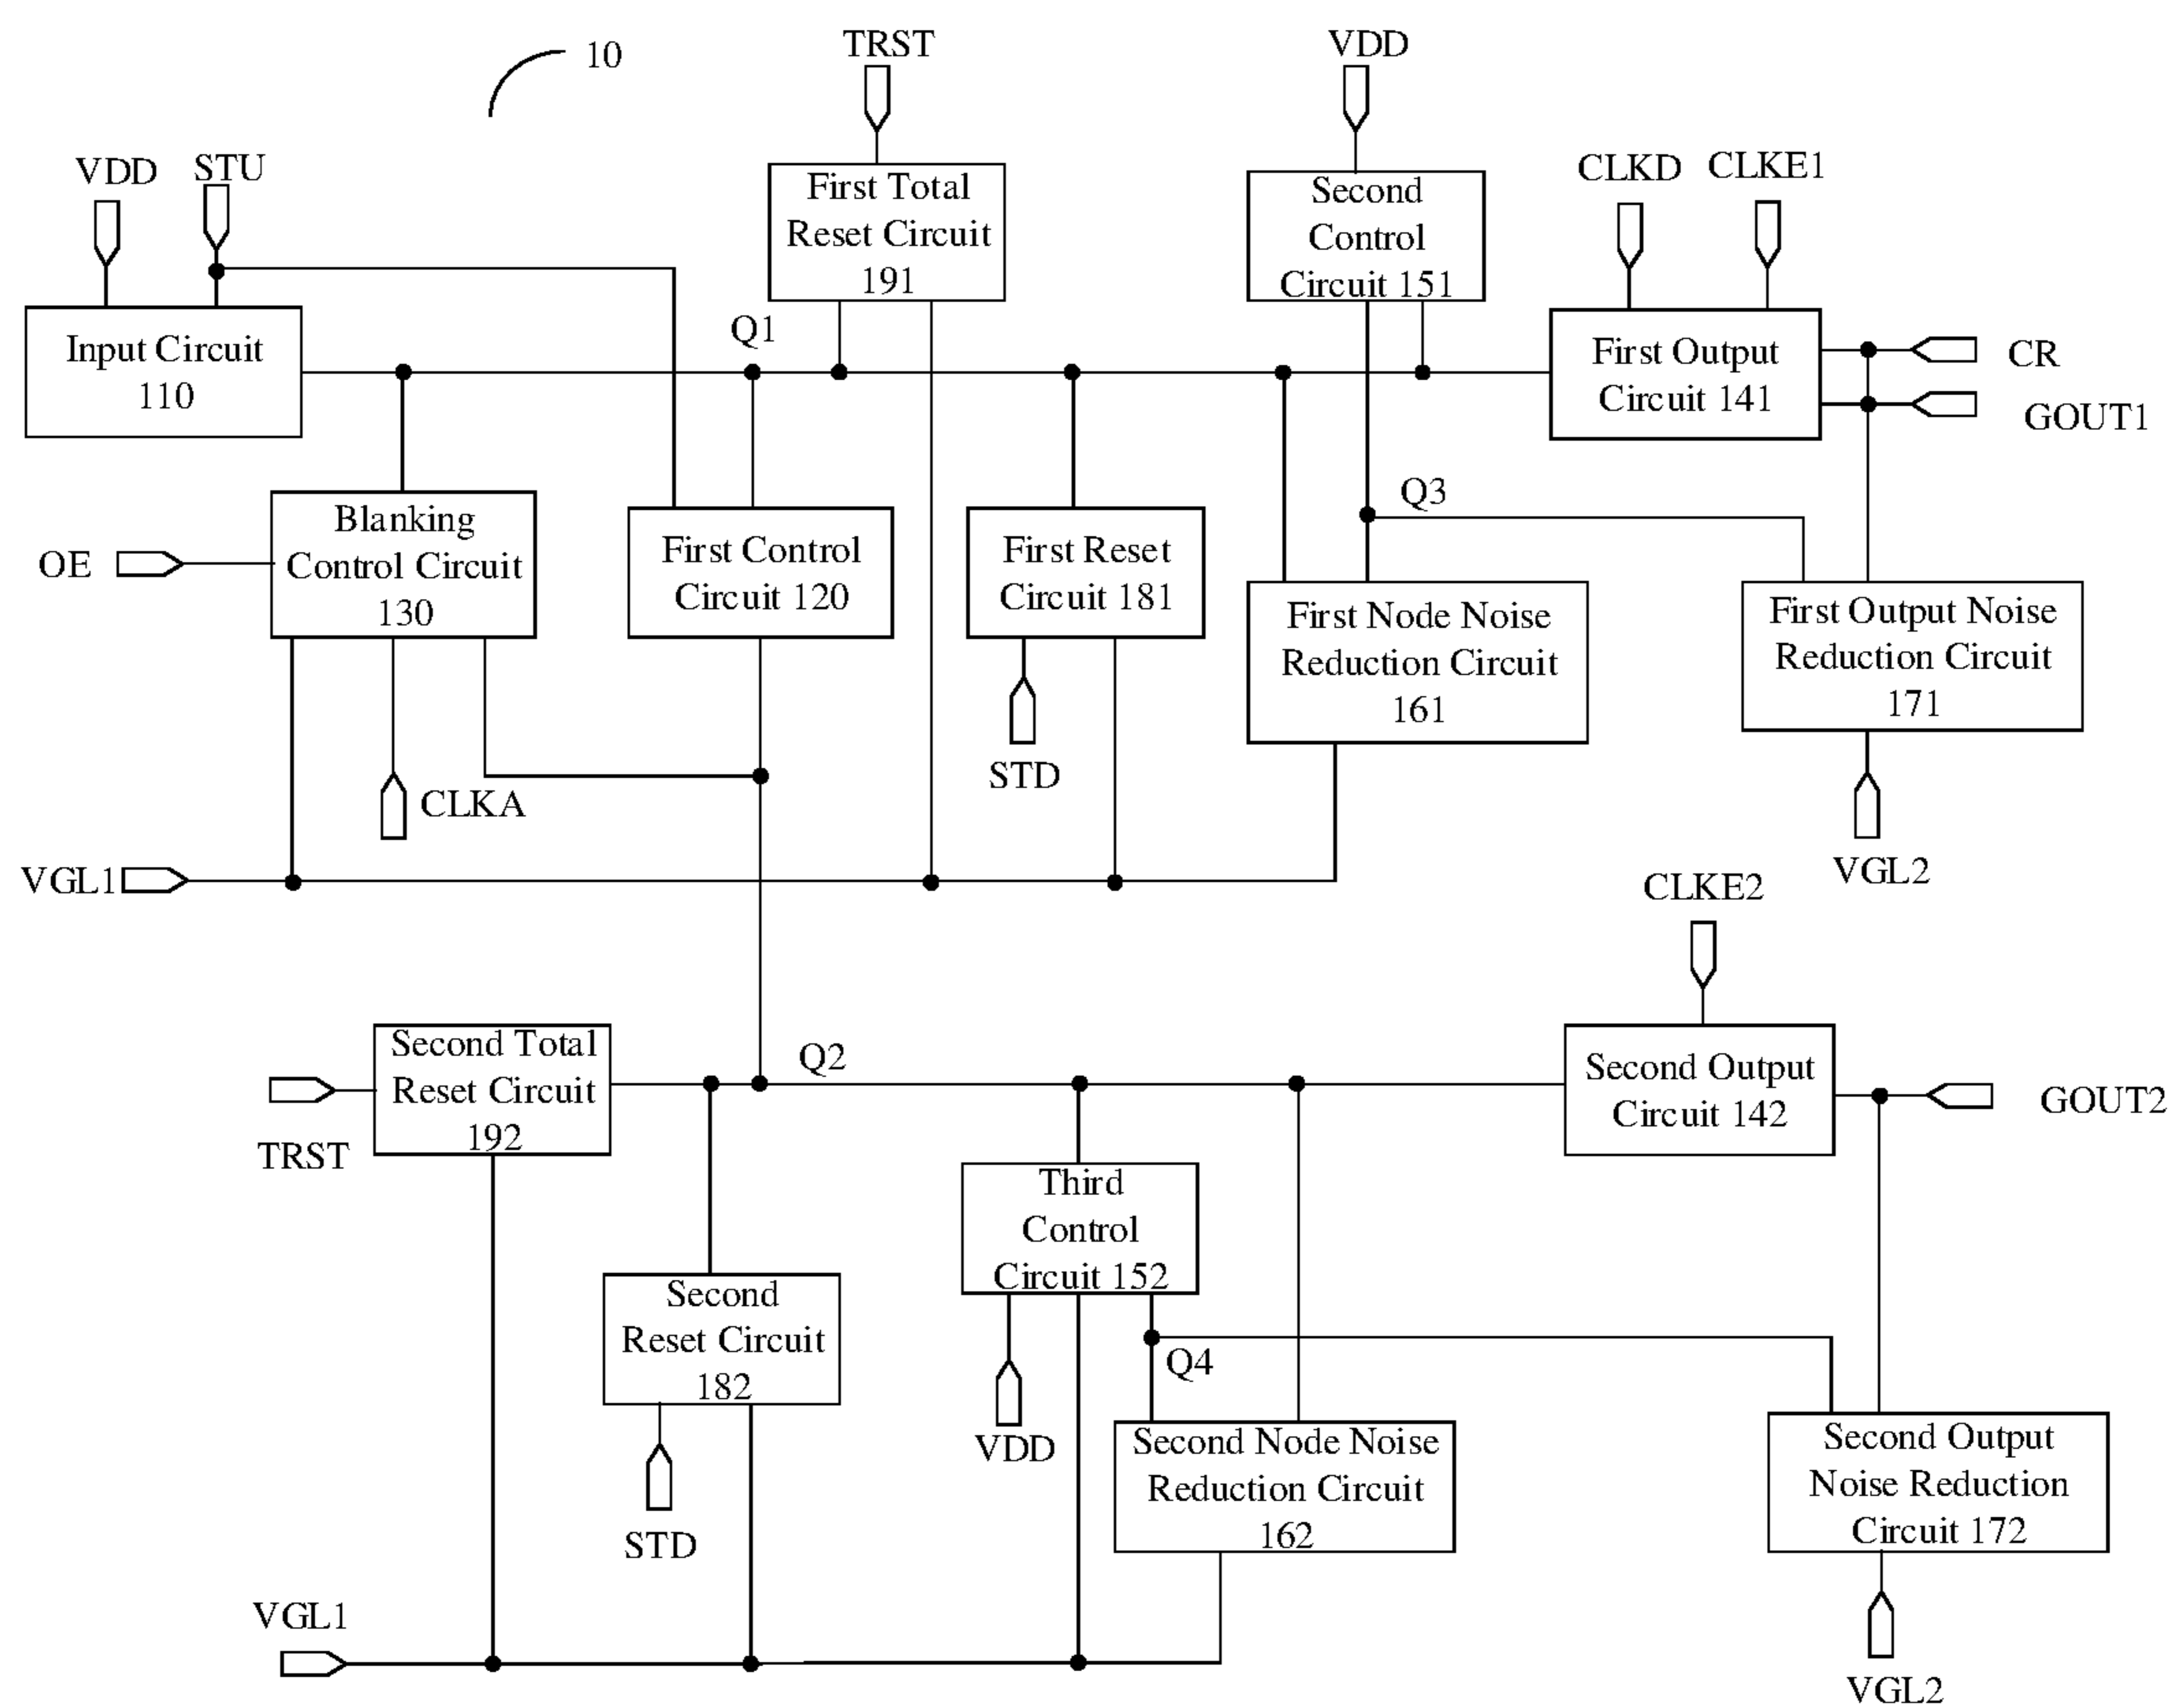 10
TRST
VDD
VDD
STU
CLKD
CLKE1
First Total
Reset Circuit
191
Second
Control
Circuit 151
Input Circuit
110
Q1
First Output
Circuit 141
CR
GOUT1
OE
Blanking
Control Circuit
130
First Control
Circuit 120
First Reset
Circuit 181
Q3
First Node Noise
Reduction Circuit
161
First Output Noise
Reduction Circuit
171
STD
CLKA
VGL1
VGL2
CLKE2
Second Total
Reset Circuit
192
TRST
Q2
Second Output
Circuit 142
GOUT2
Third
Control
Circuit 152
Second
Reset Circuit
182
Q4
VDD
STD
Second Node Noise
Reduction Circuit
162
Second Output
Noise Reduction
Circuit 172
VGL1
VGL2